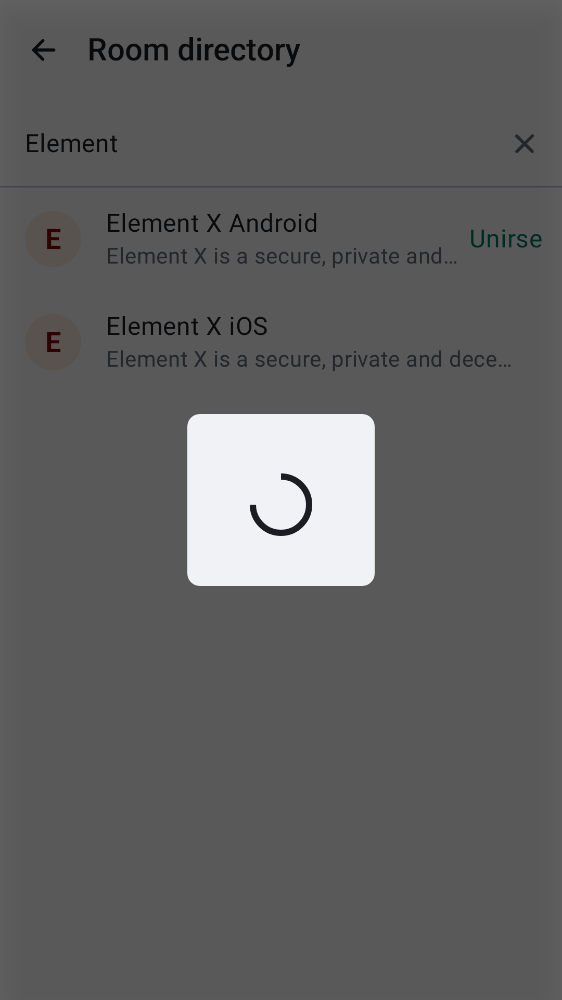 Room directory
Element
E
Element X Android
Element X is a secure, private and…
Unirse
E
Element X iOS
Element X is a secure, private and dece…